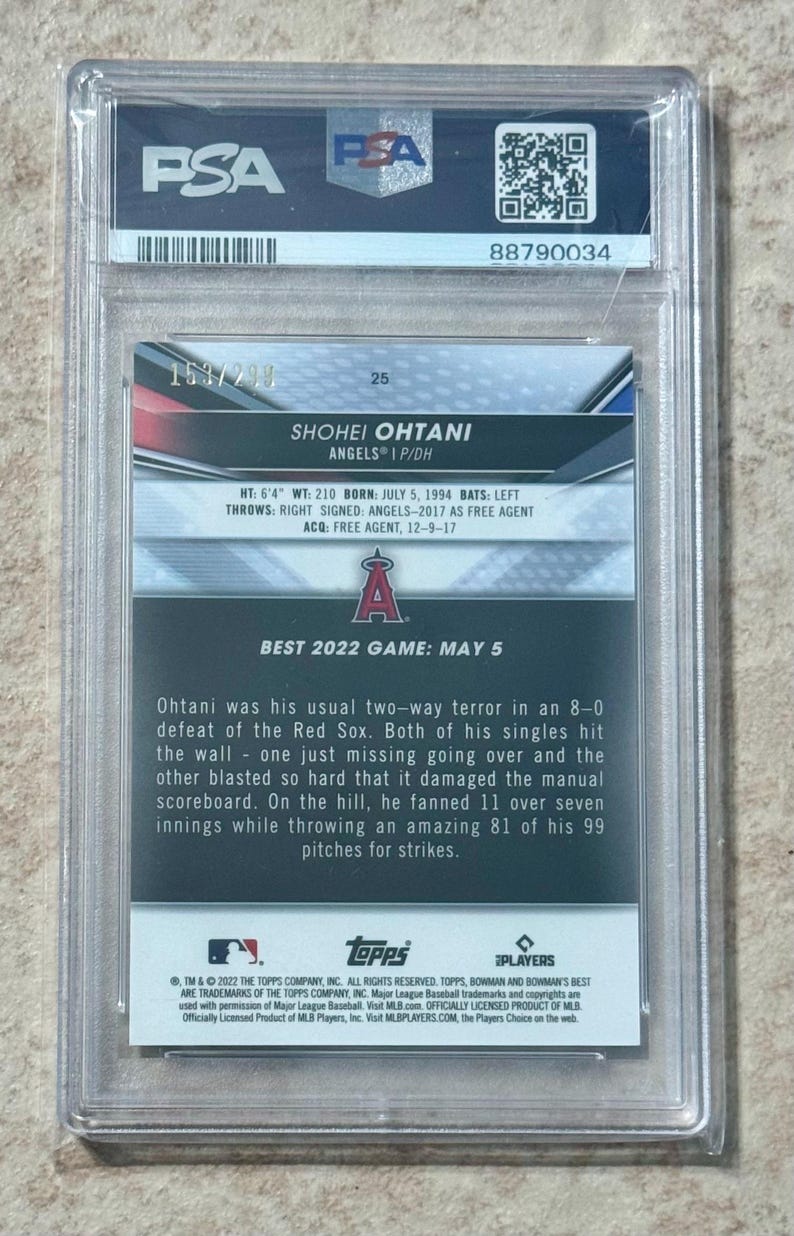 PSA PSA
88790034
153/299 25
SHOHEI OHTANI
ANGELS® | P/DH
HT: 6'4" WT: 210 BORN: JULY 5, 1994 BATS: LEFT
THROWS: RIGHT SIGNED: ANGELS–2017 AS FREE AGENT
ACQ: FREE AGENT, 12–9–17
A
BEST 2022 GAME: MAY 5
Ohtani was his usual two–way terror in an 8–0
defeat of the Red Sox. Both of his singles hit
the wall - one just missing going over and the
other blasted so hard that it damaged the manual
scoreboard. On the hill, he fanned 11 over seven
innings while throwing an amazing 81 of his 99
pitches for strikes.
Topps PLAYERS
®, TM & © 2022 THE TOPPS COMPANY, INC. ALL RIGHTS RESERVED. TOPPS, BOWMAN AND BOWMAN'S BEST
ARE TRADEMARKS OF THE TOPPS COMPANY, INC. Major League Baseball trademarks and copyrights are
used with permission of Major League Baseball. Visit MLB.com. OFFICIALLY LICENSED PRODUCT OF MLB.
Officially Licensed Product of MLB Players, Inc. Visit MLBPLAYERS.COM, the Players Choice on the web.